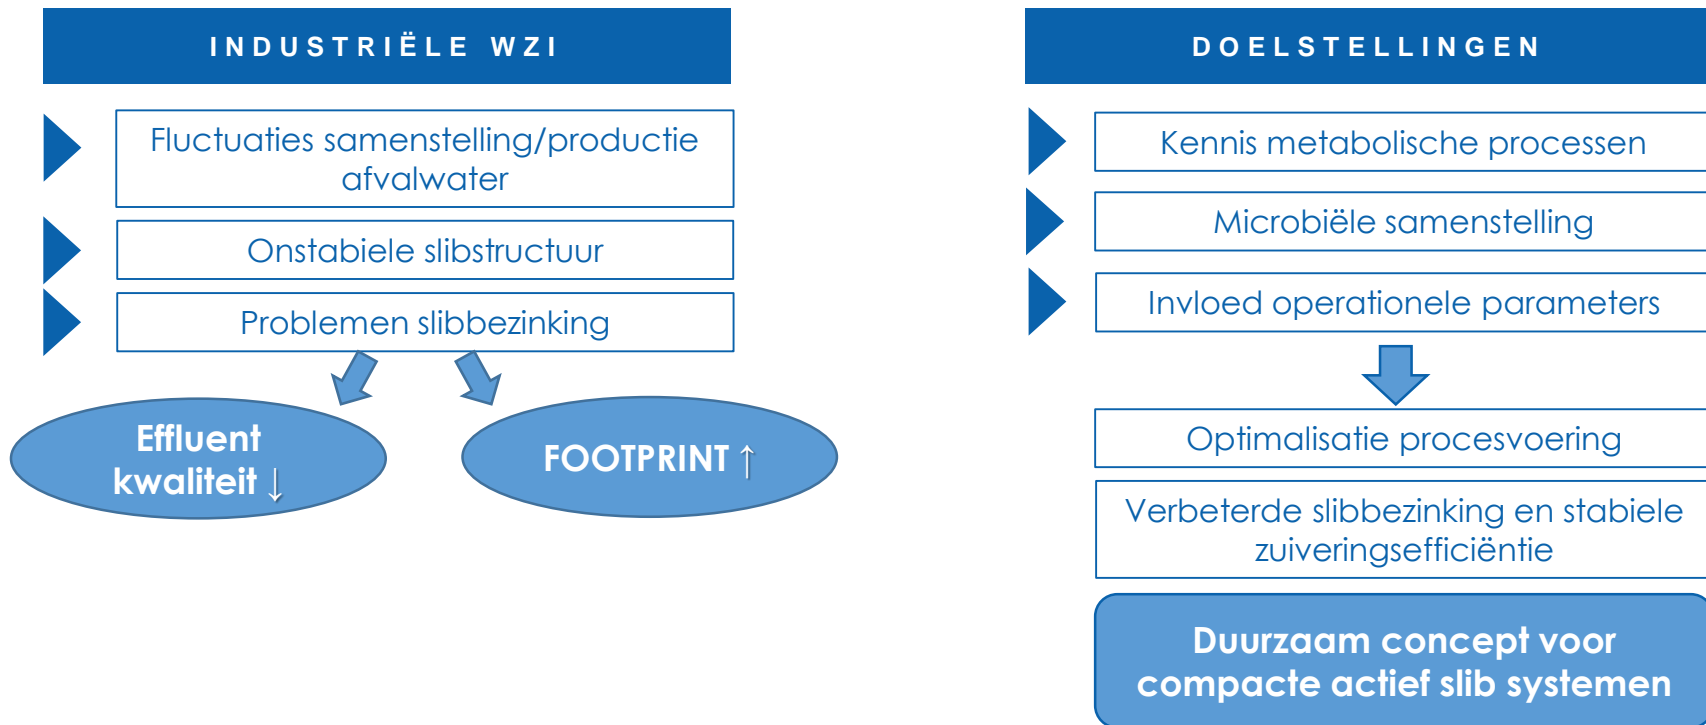 INDUSTRIËLE WZI
Fluctuaties samenstelling/productie
afvalwater
Onstabiele slibstructuur
Problemen slibbezinking
Effluent
kwaliteit ↓
FOOTPRINT ↑
DOELSTELLINGEN
Kennis metabolische processen
Microbiële samenstelling
Invloed operationele parameters
Optimalisatie procesvoering
Verbeterde slibbezinking en stabiele
zuiveringsefficiëntie
Duurzaam concept voor
compacte actief slib systemen